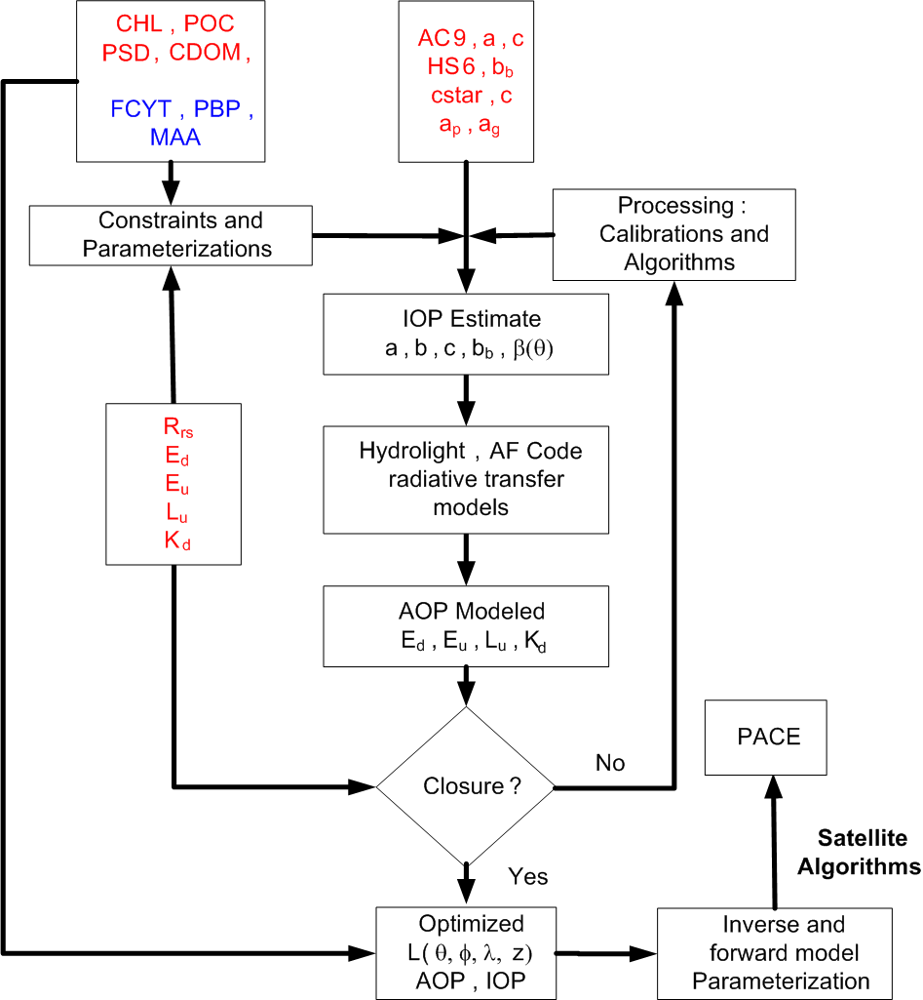 CHL , POC
PSD, CDOM,
FCYT , PBP ,
MAA
AC9 , a , c
HS6 , bb
cstar , c
ap , ag
Constraints and
Parameterizations
Processing :
Calibrations and
Algorithms
IOP Estimate
a , b , c , bb , β(θ)
Rrs
Ed
Eu
Lu
Kd
Hydrolight , AF Code
radiative transfer
models
AOP Modeled
Ed , Eu , Lu , Kd
PACE
Closure ?
No
Yes
Satellite
Algorithms
Optimized
L( θ, ϕ, λ, z)
AOP , IOP
Inverse and
forward model
Parameterization